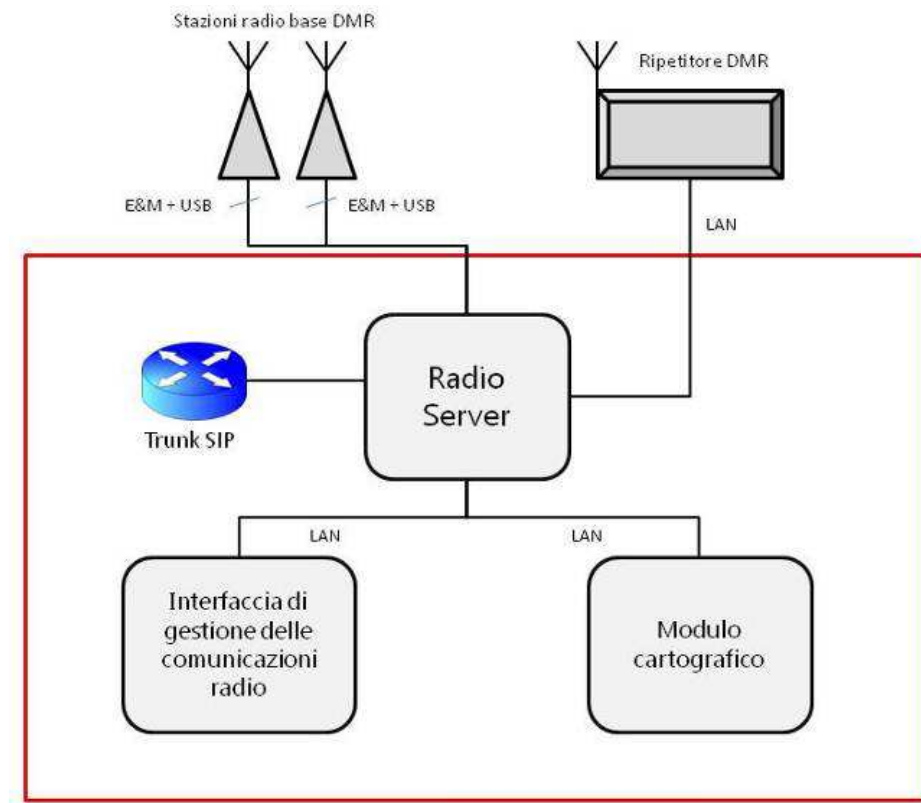 Stazioni radio base DMR
Ripetitore DMR
E&M + USB
E&M + USB
LAN
Radio
Server
Trunk SIP
LAN
LAN
Interfaccia di
gestione delle
comunicazioni
radio
Modulo
cartografico